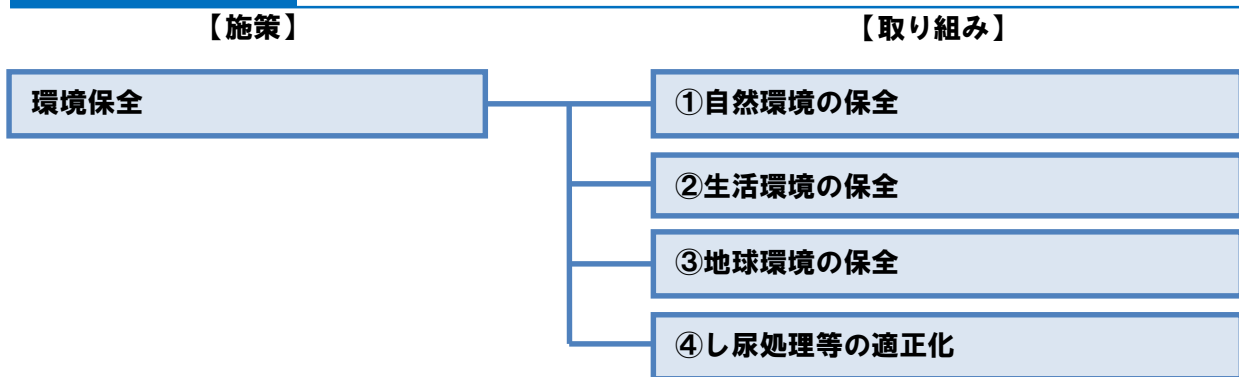 【施策】
【取り組み】
環境保全
①自然環境の保全
②生活環境の保全
③地球環境の保全
④し尿処理等の適正化